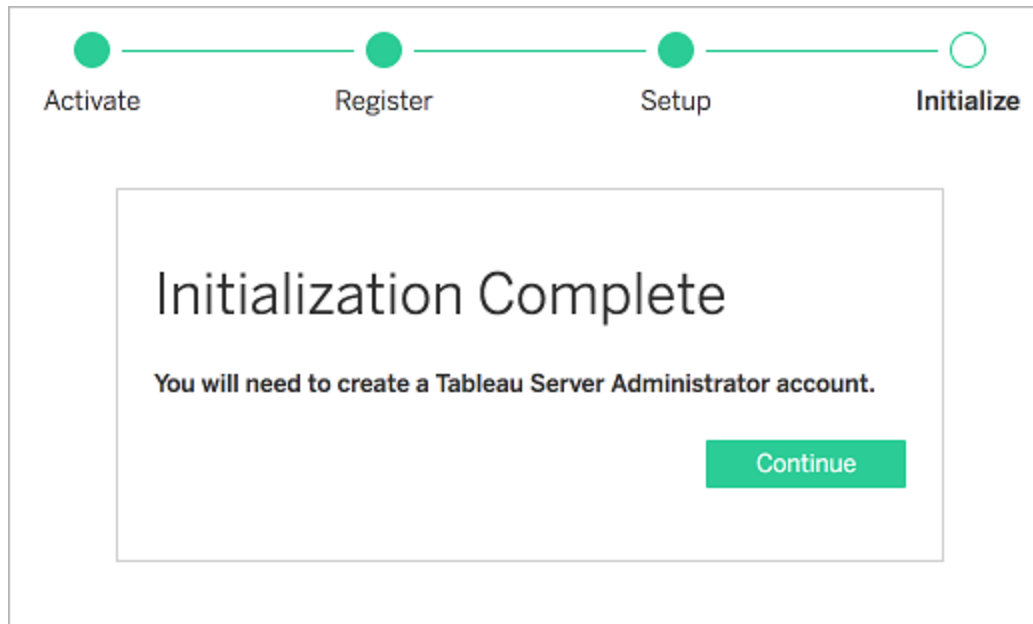 Activate
Register
Setup
Initialize
Initialization Complete
You will need to create a Tableau Server Administrator account.
Continue